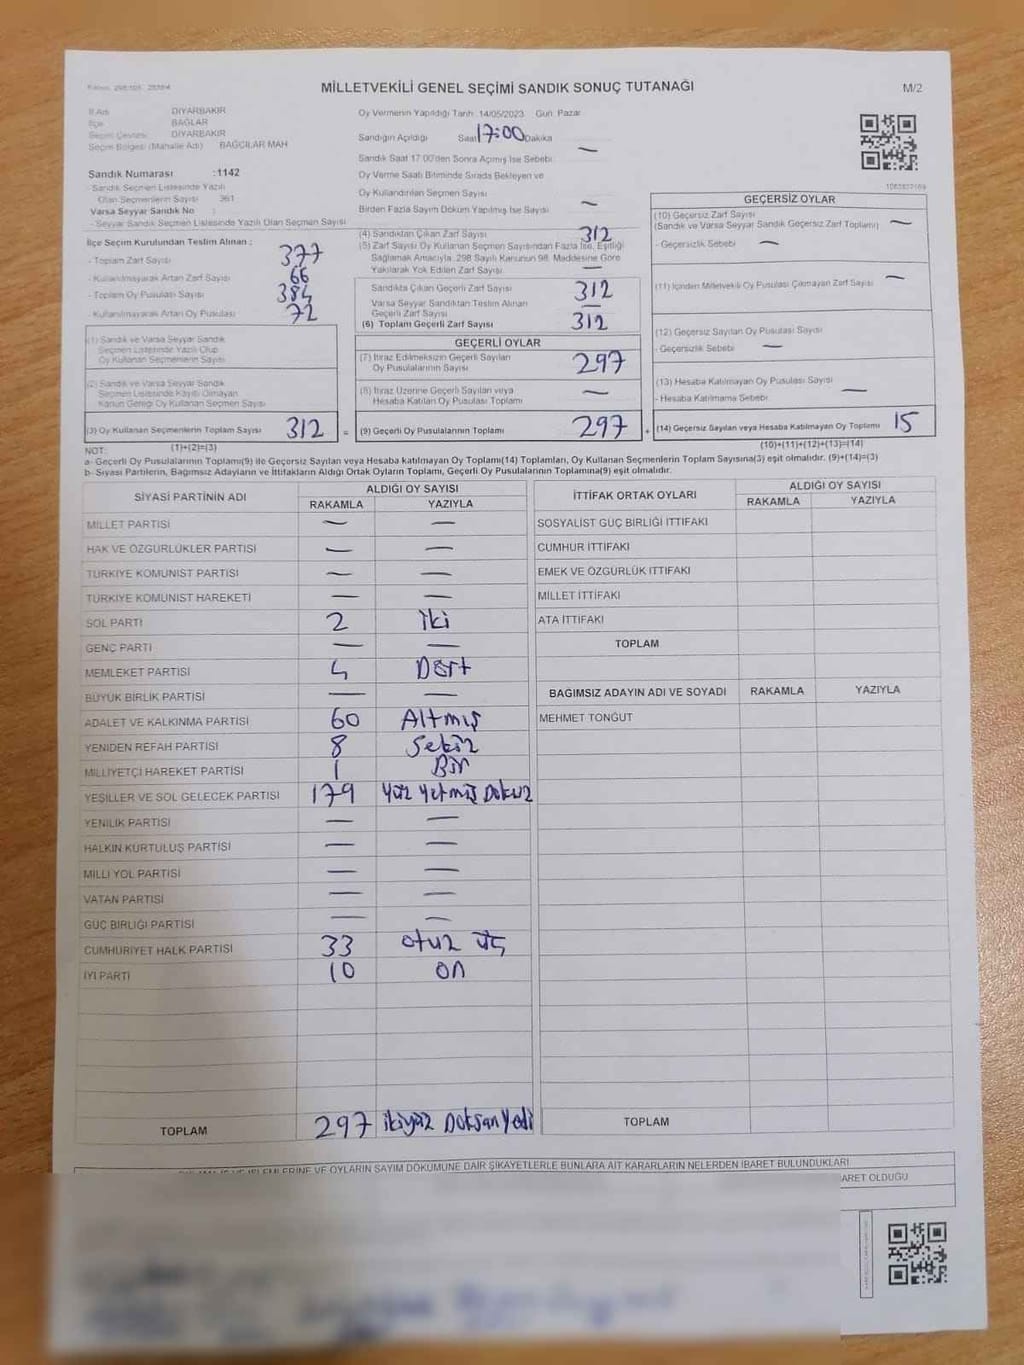 MİLLETVEKİLİ GENEL SEÇİMİ SANDIK SONUÇ TUTANAĞI
M/2
İl Adı DİYARBAKIR
İlçe BAĞLAR
Seçim Çevresi DİYARBAKIR
Seçim Bölgesi (Mahalle Adı) BAĞCILAR MAH
Sandık Numarası :1142
- Sandık Seçmen Listesinde Yazılı
Olan Seçmenlerin Sayısı 361
Varsa Seyyar Sandık No :
- Seyyar Sandık Seçmen Listesinde Yazılı Olan Seçmen Sayısı
İlçe Seçim Kurulundan Teslim Alınan :
- Toplam Zarf Sayısı 377
- Kullanılmayarak Artan Zarf Sayısı 66
- Toplam Oy Pusulası Sayısı 384
- Kullanılmayarak Artan Oy Pusulası 72
(1) Sandık ve Varsa Seyyar Sandık
Seçmen Listesinde Yazılı Olup
Oy Kullanan Seçmenlerin Sayısı
(2) Sandık ve Varsa Seyyar Sandık
Seçmen Listesinde Kayıtlı Olmayan
Kanun Gereği Oy Kullanan Seçmen Sayısı
(3) Oy Kullanan Seçmenlerin Toplam Sayısı 312 =
(1)+(2)=(3)
Oy Vermenin Yapıldığı Tarih :14/05/2023 Gün: Pazar
Sandığın Açıldığı Saat 17:00 Dakika
Sandık Saat 17.00'den Sonra Açılmış İse Sebebi: —
Oy Verme Saati Bitiminde Sırada Bekleyen ve
Oy Kullandırılan Seçmen Sayısı
Birden Fazla Sayım Döküm Yapılmış İse Sayısı —
(4) Sandıktan Çıkan Zarf Sayısı 312
(5) Zarf Sayısı Oy Kullanan Seçmen Sayısından Fazla İse, Eşitliği
Sağlamak Amacıyla, 298 Sayılı Kanunun 98. Maddesine Göre
Yakılarak Yok Edilen Zarf Sayısı —
Sandıkta Çıkan Geçerli Zarf Sayısı 312
Varsa Seyyar Sandıktan Teslim Alınan
Geçerli Zarf Sayısı —
(6) Toplam Geçerli Zarf Sayısı 312
GEÇERLİ OYLAR
(7) İtiraz Edilmeksizin Geçerli Sayılan
Oy Pusulalarının Sayısı 297
(8) İtiraz Üzerine Geçerli Sayılan veya
Hesaba Katılan Oy Pusulası Toplamı —
(9) Geçerli Oy Pusulalarının Toplamı 297 +
GEÇERSİZ OYLAR
(10) Geçersiz Zarf Sayısı
(Sandık ve Varsa Seyyar Sandık Geçersiz Zarf Toplamı) —
- Geçersizlik Sebebi —
(11) İçinden Milletvekili Oy Pusulası Çıkmayan Zarf Sayısı —
(12) Geçersiz Sayılan Oy Pusulası Sayısı
- Geçersizlik Sebebi —
(13) Hesaba Katılmayan Oy Pusulası Sayısı
- Hesaba Katılmama Sebebi —
(14) Geçersiz Sayılan veya Hesaba Katılmayan Oy Toplamı 15
(10)+(11)+(12)+(13)=(14)
NOT:
a- Geçerli Oy Pusulalarının Toplamı(9) ile Geçersiz Sayılan veya Hesaba katılmayan Oy Toplamı(14) Toplamları, Oy Kullanan Seçmenlerin Toplam Sayısına(3) eşit olmalıdır. (9)+(14)=(3)
b- Siyasi Partilerin, Bağımsız Adayların ve İttifakların Aldığı Ortak Oyların Toplamı, Geçerli Oy Pusulalarının Toplamına(9) eşit olmalıdır.
SİYASİ PARTİNİN ADI ALDIĞI OY SAYISI
RAKAMLA YAZIYLA
MİLLET PARTİSİ — —
HAK VE ÖZGÜRLÜKLER PARTİSİ — —
TÜRKİYE KOMÜNİST PARTİSİ — —
TÜRKİYE KOMÜNİST HAREKETİ — —
SOL PARTİ 2 iki
GENÇ PARTİ — —
MEMLEKET PARTİSİ 4 Dört
BÜYÜK BİRLİK PARTİSİ — —
ADALET VE KALKINMA PARTİSİ 60 Altmış
YENİDEN REFAH PARTİSİ 8 Sekiz
MİLLİYETÇİ HAREKET PARTİSİ 1 Bir
YEŞİLLER VE SOL GELECEK PARTİSİ 179 Yüz Yetmiş Dokuz
YENİLİK PARTİSİ — —
HALKIN KURTULUŞ PARTİSİ — —
MİLLİ YOL PARTİSİ — —
VATAN PARTİSİ — —
GÜÇ BİRLİĞİ PARTİSİ — —
CUMHURİYET HALK PARTİSİ 33 otuz üç
İYİ PARTİ 10 on
TOPLAM 297 ikiyüz Doksan Yedi
İTTİFAK ORTAK OYLARI ALDIĞI OY SAYISI
RAKAMLA YAZIYLA
SOSYALİST GÜÇ BİRLİĞİ İTTİFAKI
CUMHUR İTTİFAKI
EMEK VE ÖZGÜRLÜK İTTİFAKI
MİLLET İTTİFAKI
ATA İTTİFAKI
TOPLAM
BAĞIMSIZ ADAYIN ADI VE SOYADI RAKAMLA YAZIYLA
MEHMET TONĞUT
TOPLAM
VE OYLARIN SAYIM DÖKÜMÜNE DAİR ŞİKAYETLERLE BUNLARA AİT KARARLARIN NELERDEN İBARET BULUNDUKLARI
OLDUĞU